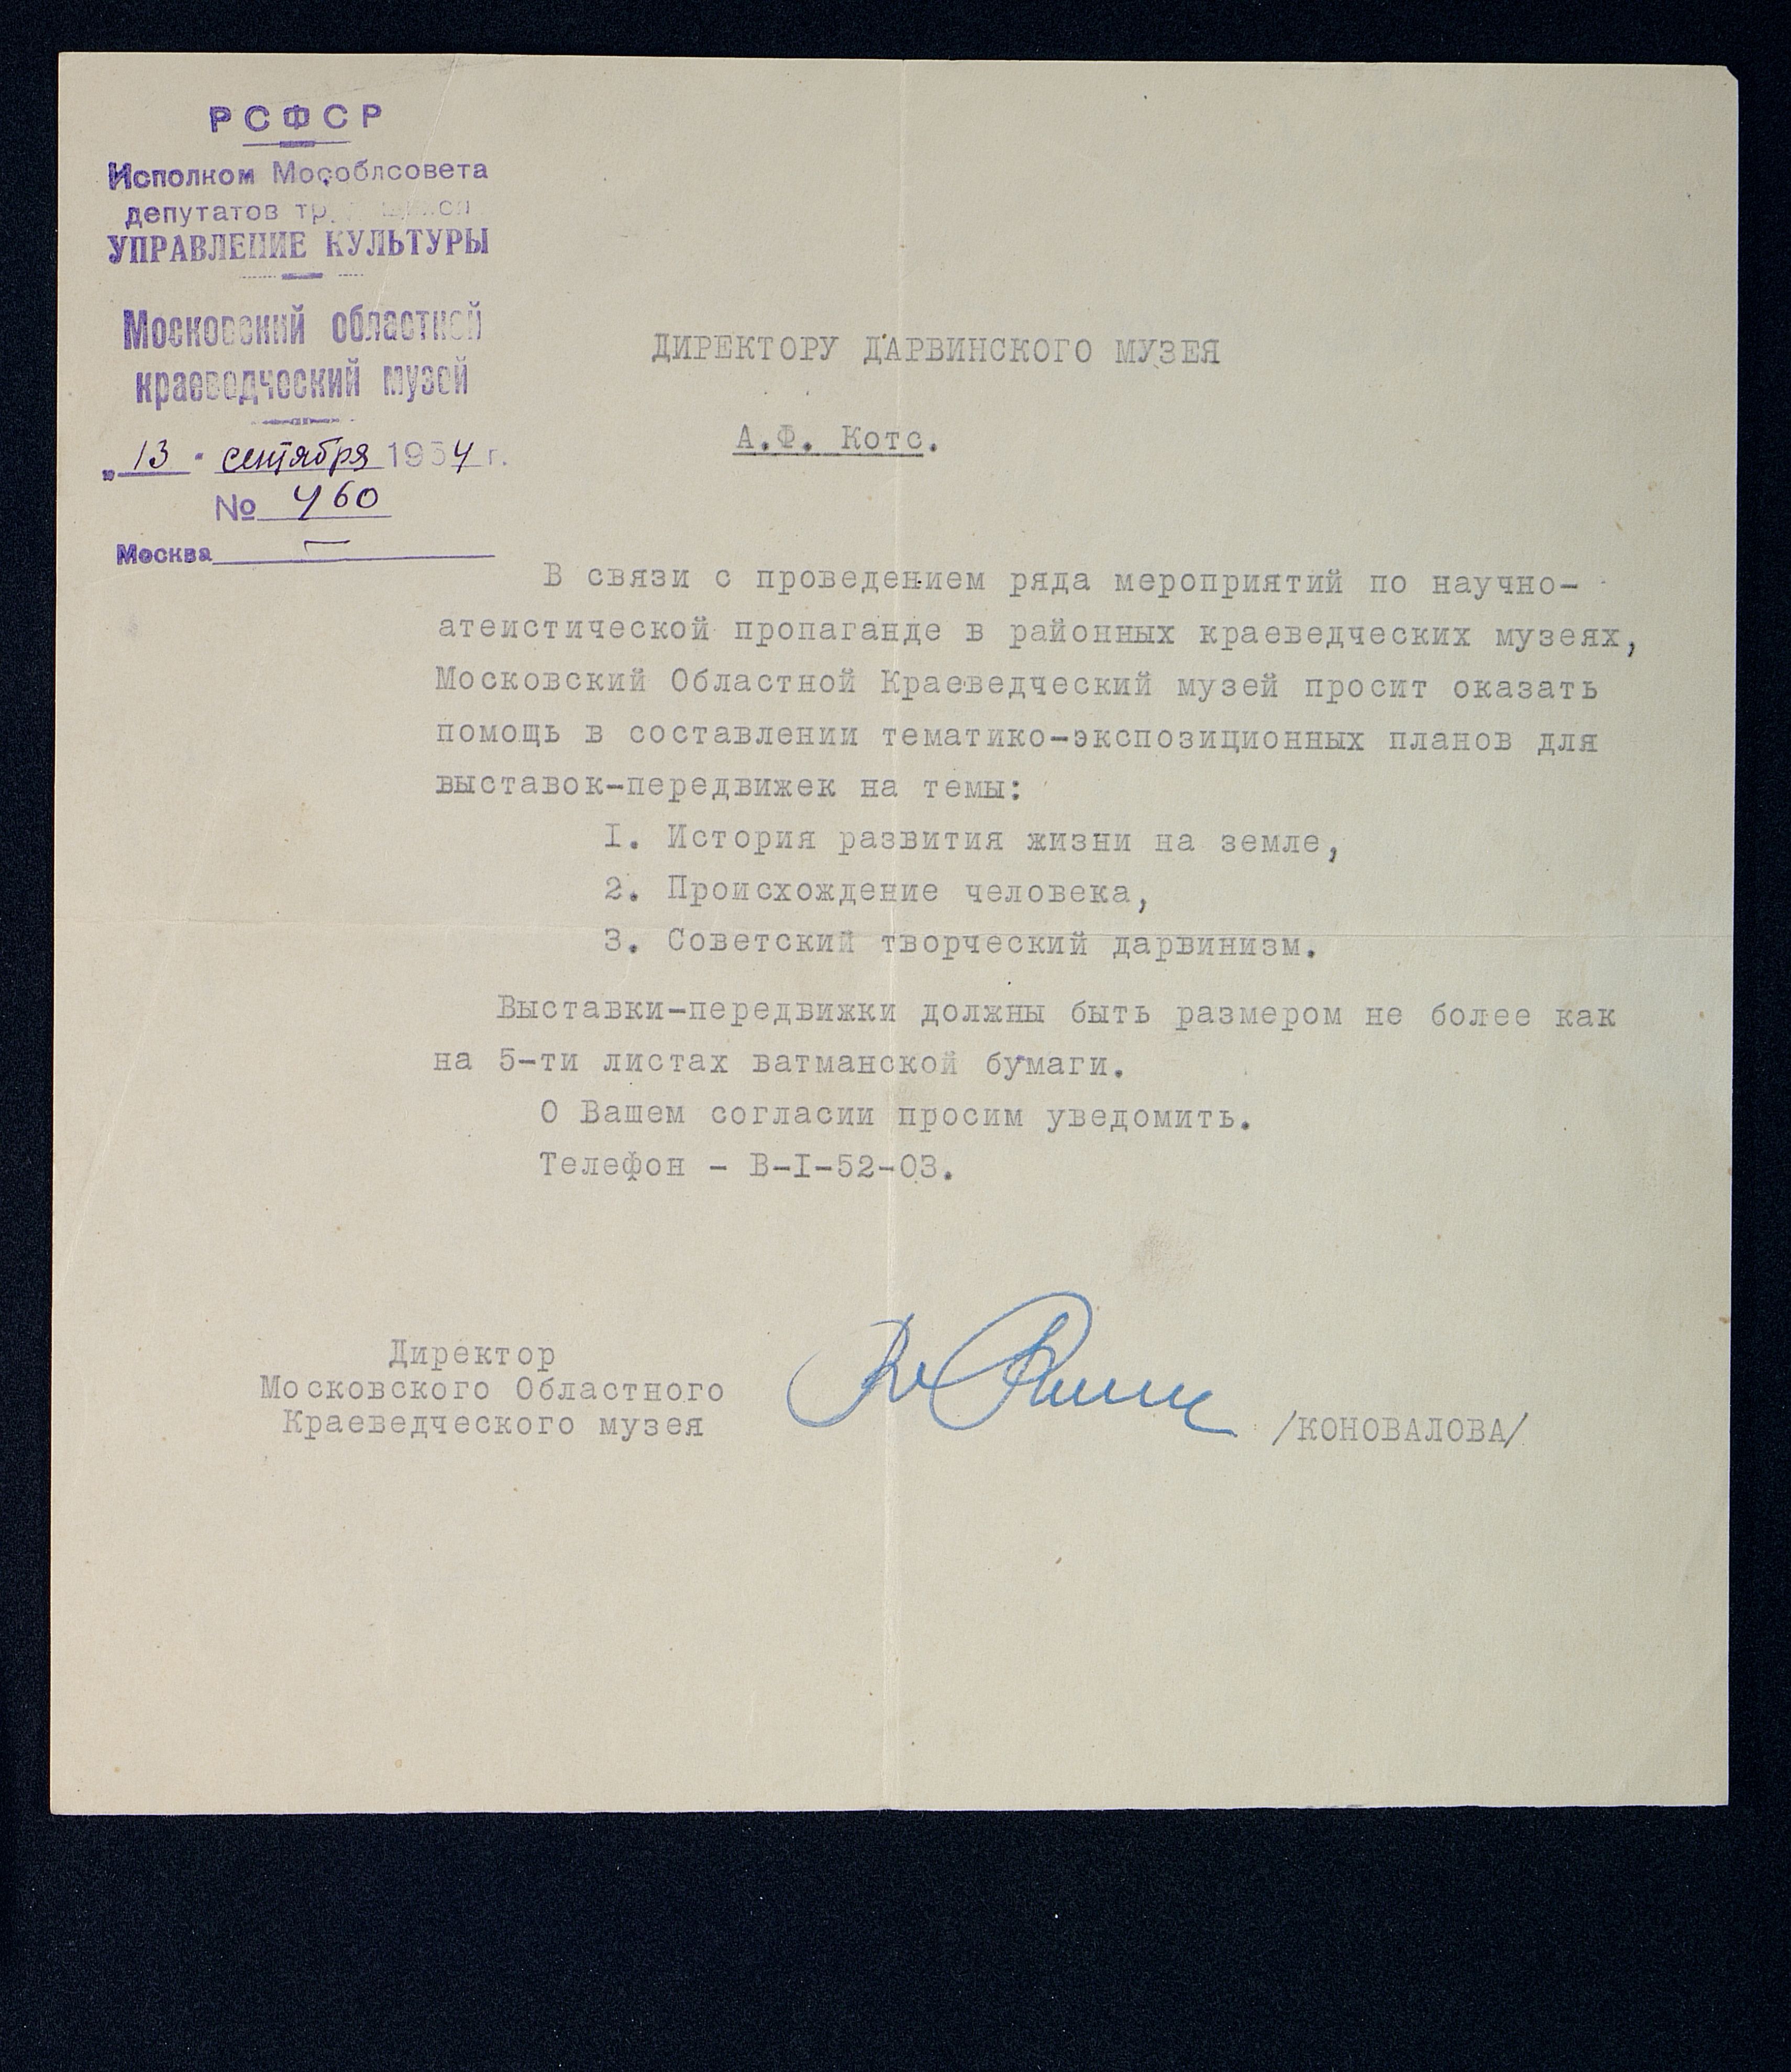 РСФСР
Исполком Мособлсовета
депутатов
УПРАВЛЕНИЕ КУЛЬТУРЫ
Московский областной
краеведческий музей
„13" сентября 1954 г.
№ 460
Москва
ДИРЕКТОРУ ДАРВИНСКОГО МУЗЕЯ
А.Ф. Котс.
В связи с проведением ряда мероприятий по научно-
атеистической пропаганде в районных краеведческих музеях,
Московский Областной Краеведческий музей просит оказать
помощь в составлении тематико-экспозиционных планов для
выставок-передвижек на темы:
I. История развития жизни на земле,
2. Происхождение человека,
3. Советский творческий дарвинизм.
Выставки-передвижки должны быть размером не более как
на 5-ти листах ватманской бумаги.
О Вашем согласии просим уведомить.
Телефон - В-I-52-03.
Директор
Московского Областного
Краеведческого музея
/КОНОВАЛОВА/